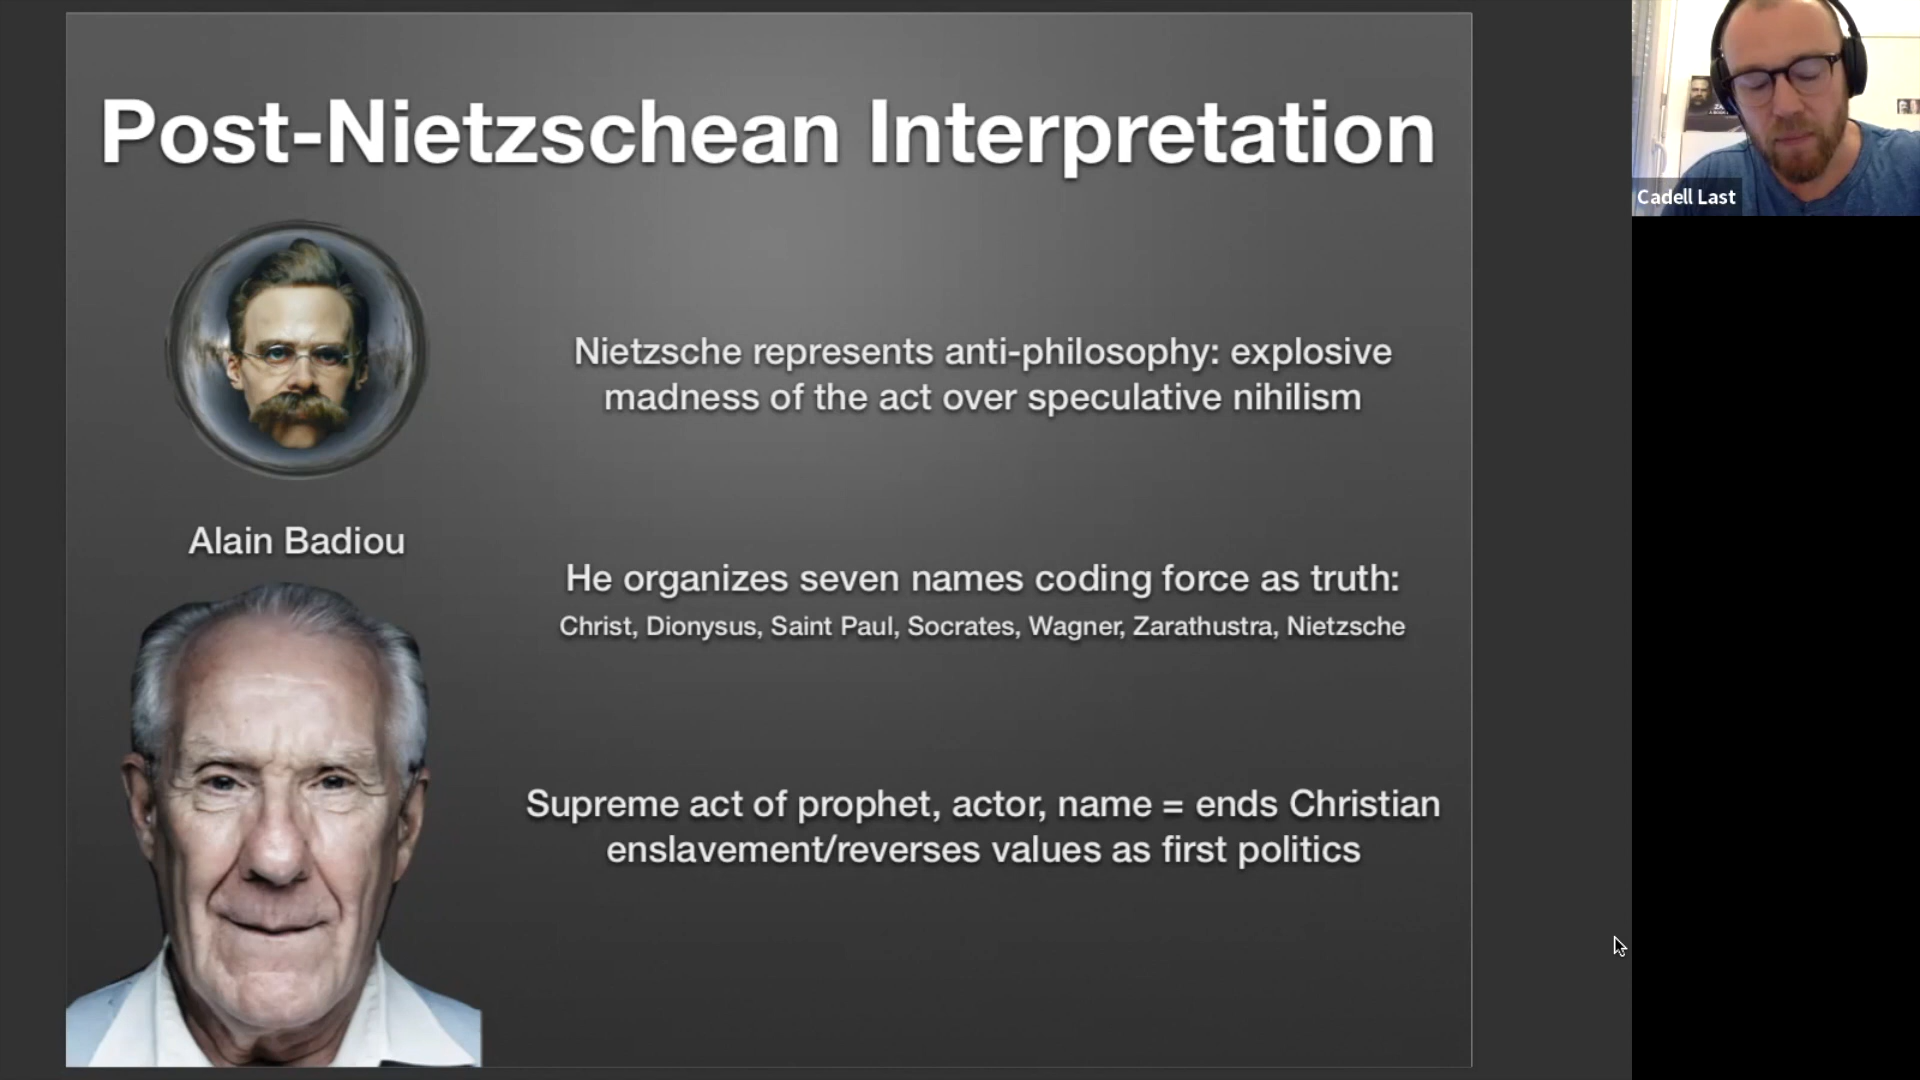 Post-Nietzschean Interpretation
Nietzsche represents anti-philosophy: explosive
madness of the act over speculative nihilism
Alain Badiou
He organizes seven names coding force as truth:
Christ, Dionysus, Saint Paul, Socrates, Wagner, Zarathustra, Nietzsche
Supreme act of prophet, actor, name = ends Christian
enslavement/reverses values as first politics
Cadell Last